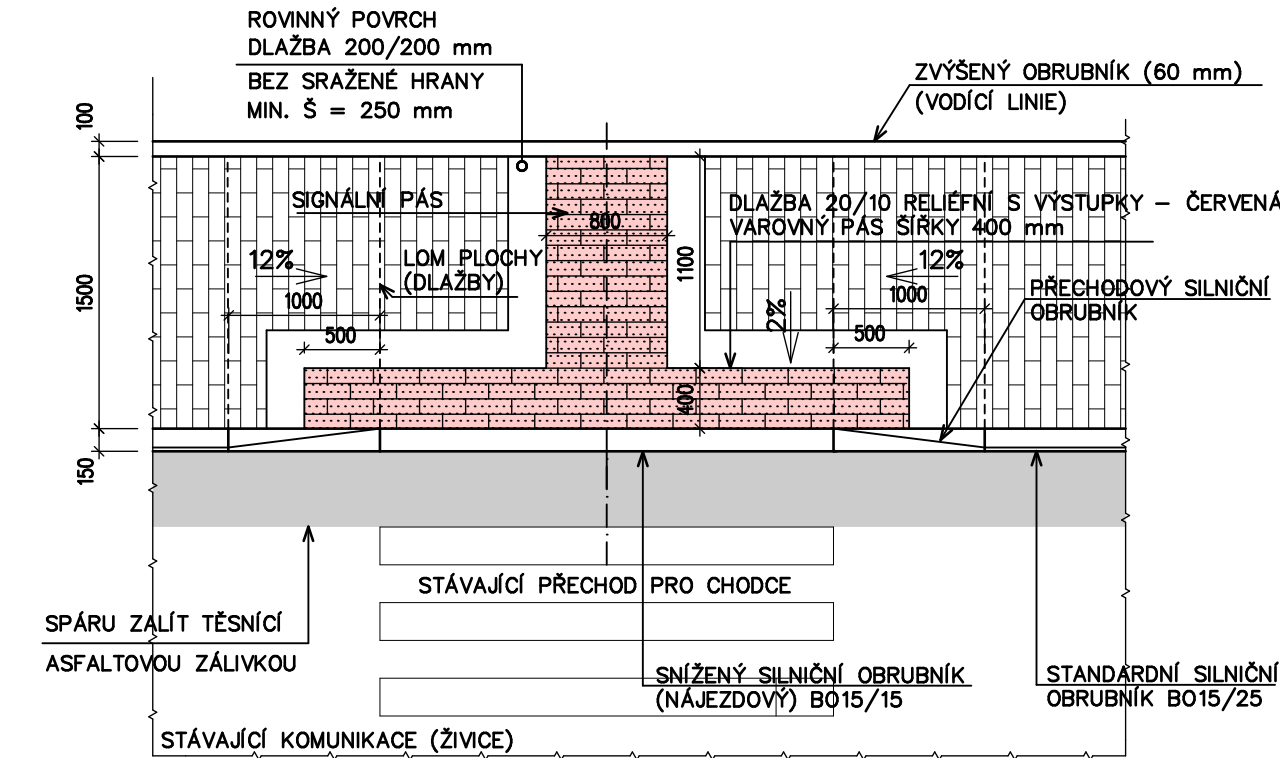 ROVINNÝ POVRCH
DLAŽBA 200/200 mm
BEZ SRAŽENÉ HRANY
MIN. Š = 250 mm
ZVÝŠENÝ OBRUBNÍK (60 mm)
(VODÍCÍ LINIE)
100
SIGNÁLNÍ PÁS
800
DLAŽBA 20/10 RELIÉFNÍ S VÝSTUPKY – ČERVENÁ
VAROVNÝ PÁS ŠÍŘKY 400 mm
12%
LOM PLOCHY
(DLAŽBY)
1100
12%
1500
1000
1000
PŘECHODOVÝ SILNIČNÍ
OBRUBNÍK
500
2%
500
400
150
STÁVAJÍCÍ PŘECHOD PRO CHODCE
SPÁRU ZALÍT TĚSNÍCÍ
ASFALTOVOU ZÁLIVKOU
SNÍŽENÝ SILNIČNÍ OBRUBNÍK
(NÁJEZDOVÝ) BO15/15
STANDARDNÍ SILNIČNÍ
OBRUBNÍK BO15/25
STÁVAJÍCÍ KOMUNIKACE (ŽIVICE)